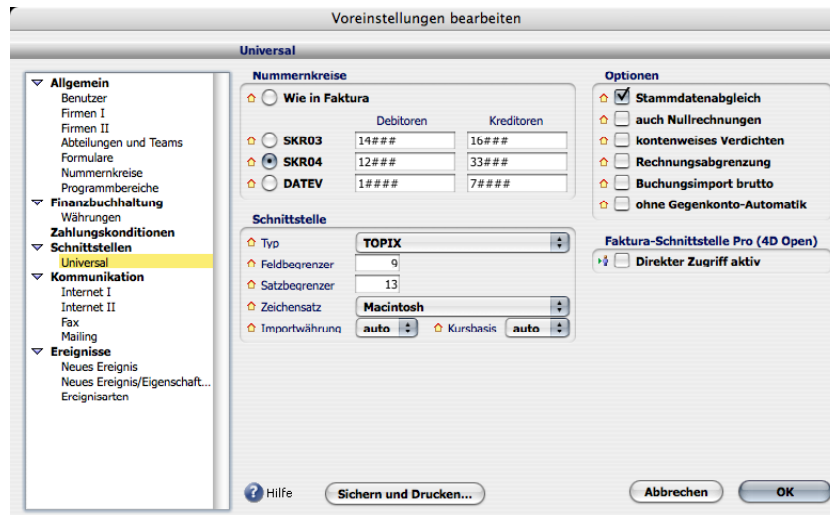 Voreinstellungen bearbeiten
Universal
Allgemein
Benutzer
Firmen I
Firmen II
Abteilungen und Teams
Formulare
Nummernkreise
Programmbereiche
Finanzbuchhaltung
Währungen
Zahlungskonditionen
Schnittstellen
Universal
Kommunikation
Internet I
Internet II
Fax
Mailing
Ereignisse
Neues Ereignis
Neues Ereignis/Eigenschaft...
Ereignisarten
Nummernkreise
Wie in Faktura
Debitoren Kreditoren
SKR03 14### 16###
SKR04 12### 33###
DATEV 1#### 7####
Schnittstelle
Typ TOPIX
Feldbegrenzer 9
Satzbegrenzer 13
Zeichensatz Macintosh
Importwährung auto Kursbasis auto
Optionen
Stammdatenabgleich
auch Nullrechnungen
kontenweises Verdichten
Rechnungsabgrenzung
Buchungsimport brutto
ohne Gegenkonto-Automatik
Faktura-Schnittstelle Pro (4D Open)
Direkter Zugriff aktiv
? Hilfe Sichern und Drucken... Abbrechen OK